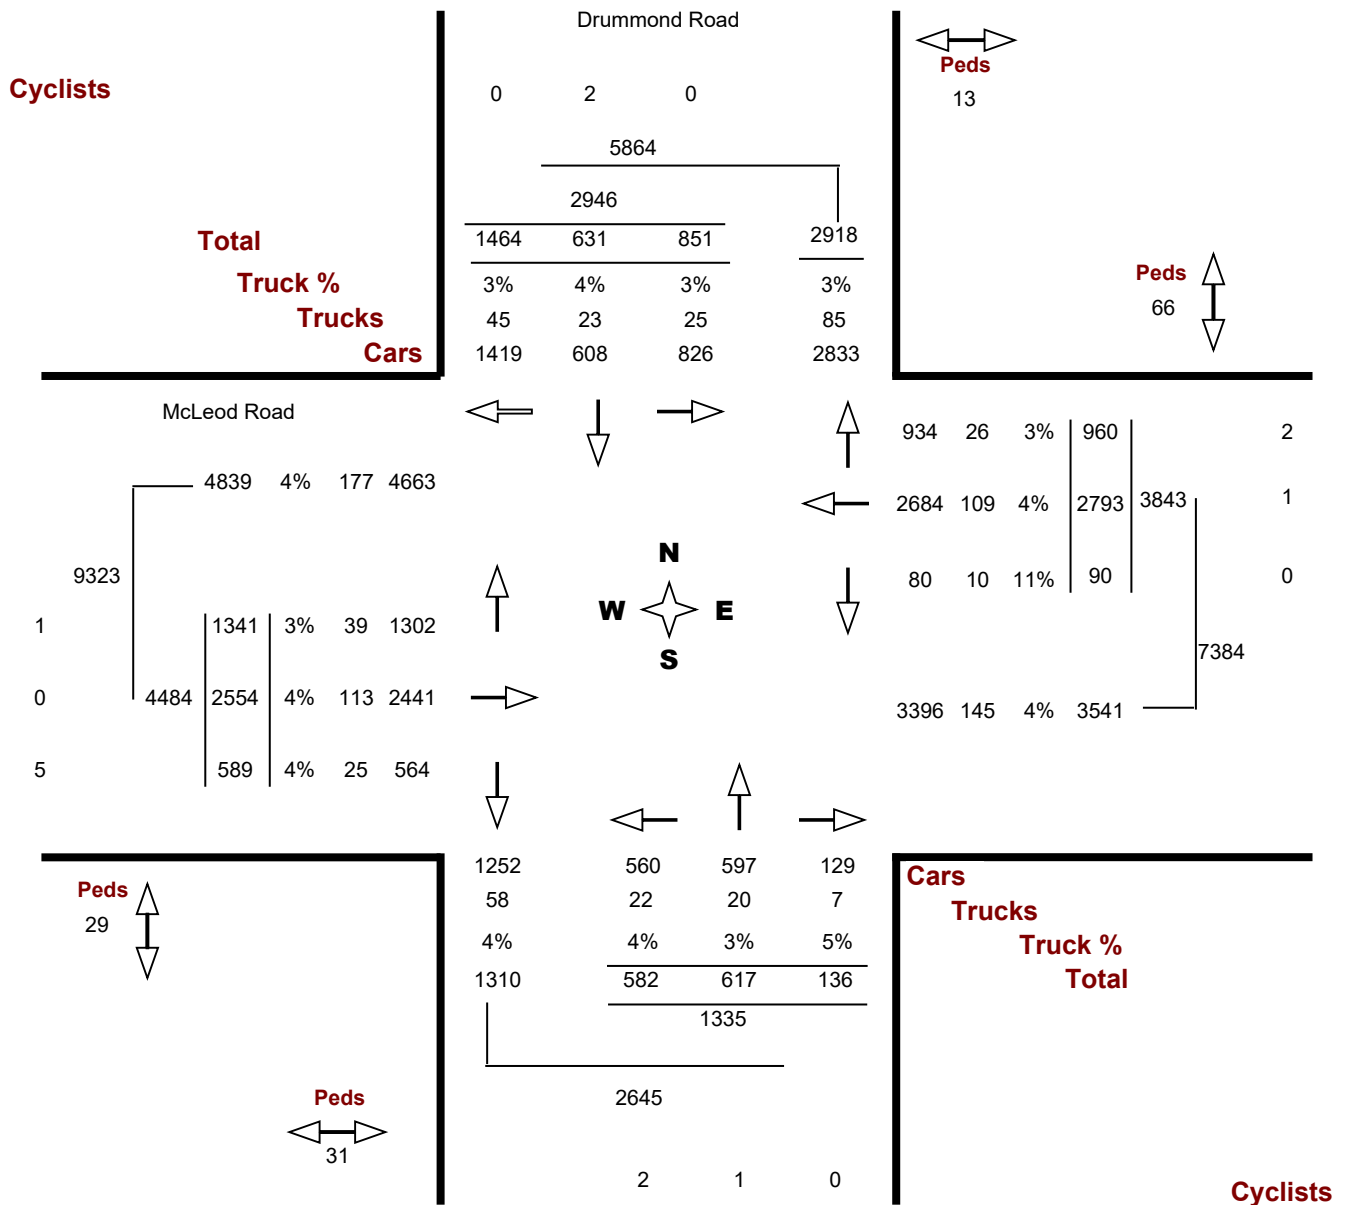 Drummond Road
Peds
13
Cyclists
0 2 0
5864
2946
Total 1464 631 851 2918
Truck % 3% 4% 3% 3%
Trucks 45 23 25 85
Cars 1419 608 826 2833
Peds
66
McLeod Road
934 26 3% 960 2
4839 4% 177 4663
2684 109 4% 2793 3843 1
N
9323
80 10 11% 90 0
W E
1 1341 3% 39 1302
S
7384
0 4484 2554 4% 113 2441
3396 145 4% 3541
5 589 4% 25 564
1252 560 597 129
Cars
Peds
29
58 22 20 7
Trucks
4% 4% 3% 5%
Truck %
1310 582 617 136
Total
1335
2645
Peds
31
2 1 0
Cyclists